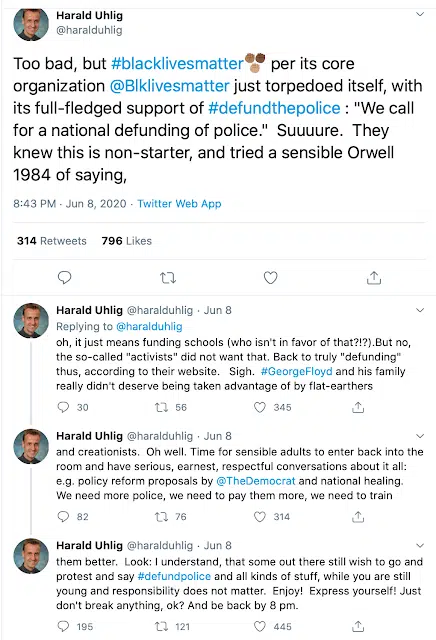 Harald Uhlig
@haralduhlig
Too bad, but #blacklivesmatter per its core
organization @Blklivesmatter just torpedoed itself, with
its full-fledged support of #defundthepolice : "We call
for a national defunding of police." Suuuure. They
knew this is non-starter, and tried a sensible Orwell
1984 of saying,
8:43 PM · Jun 8, 2020 · Twitter Web App
314 Retweets 796 Likes
Harald Uhlig @haralduhlig · Jun 8
Replying to @haralduhlig
oh, it just means funding schools (who isn't in favor of that?!?).But no,
the so-called "activists" did not want that. Back to truly "defunding"
thus, according to their website. Sigh. #GeorgeFloyd and his family
really didn't deserve being taken advantage of by flat-earthers
30 56 345
Harald Uhlig @haralduhlig · Jun 8
and creationists. Oh well. Time for sensible adults to enter back into the
room and have serious, earnest, respectful conversations about it all:
e.g. policy reform proposals by @TheDemocrat and national healing.
We need more police, we need to pay them more, we need to train
82 76 314
Harald Uhlig @haralduhlig · Jun 8
them better. Look: I understand, that some out there still wish to go and
protest and say #defundpolice and all kinds of stuff, while you are still
young and responsibility does not matter. Enjoy! Express yourself! Just
don't break anything, ok? And be back by 8 pm.
195 121 445